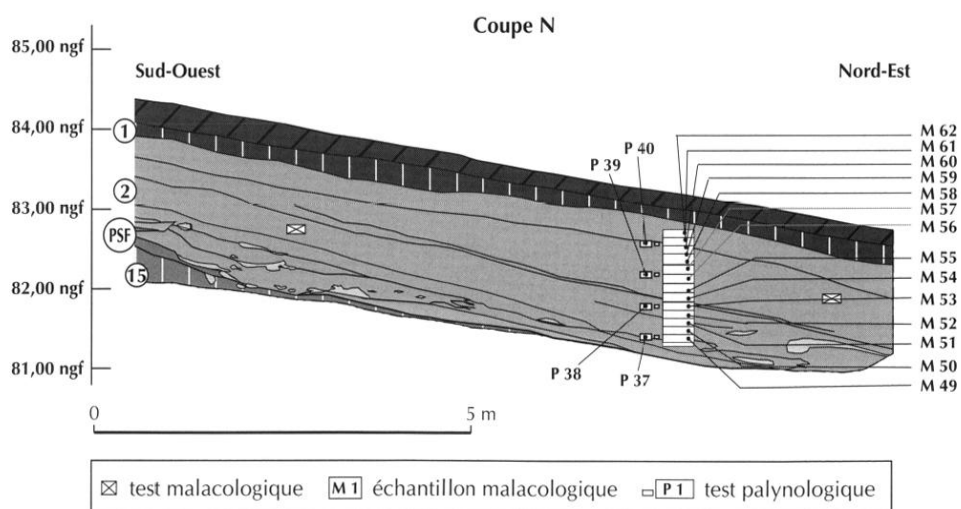 Coupe N
85,00 ngf
Sud-Ouest
Nord-Est
84,00 ngf
1
M 62
M 61
M 60
M 59
M 58
M 57
M 56
P 40
P 39
2
83,00 ngf
PSF
M 55
M 54
15
82,00 ngf
M 53
M 52
M 51
81,00 ngf
P 38
P 37
M 50
M 49
0
5 m
test malacologique
M 1 échantillon malacologique
P 1 test palynologique